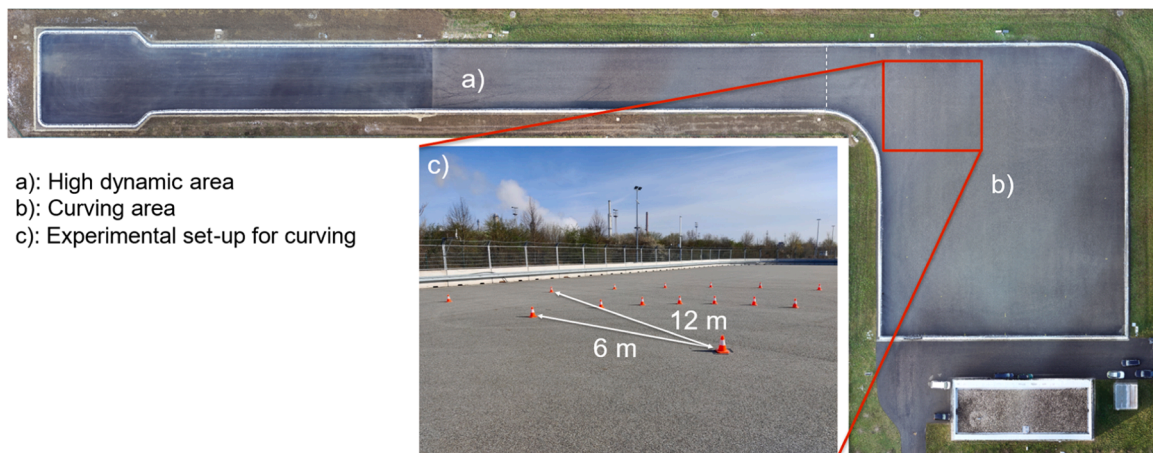 a)
b)
a): High dynamic area
b): Curving area
c): Experimental set-up for curving
c)
12 m
6 m